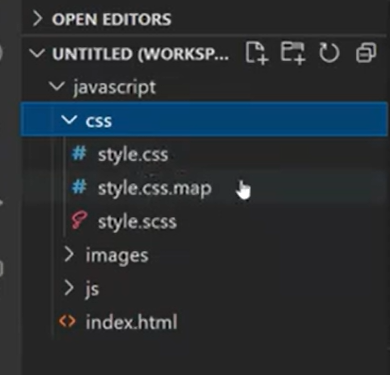 OPEN EDITORS
UNTITLED (WORKSP...
javascript
css
# style.css
# style.css.map
style.scss
images
js
<> index.html